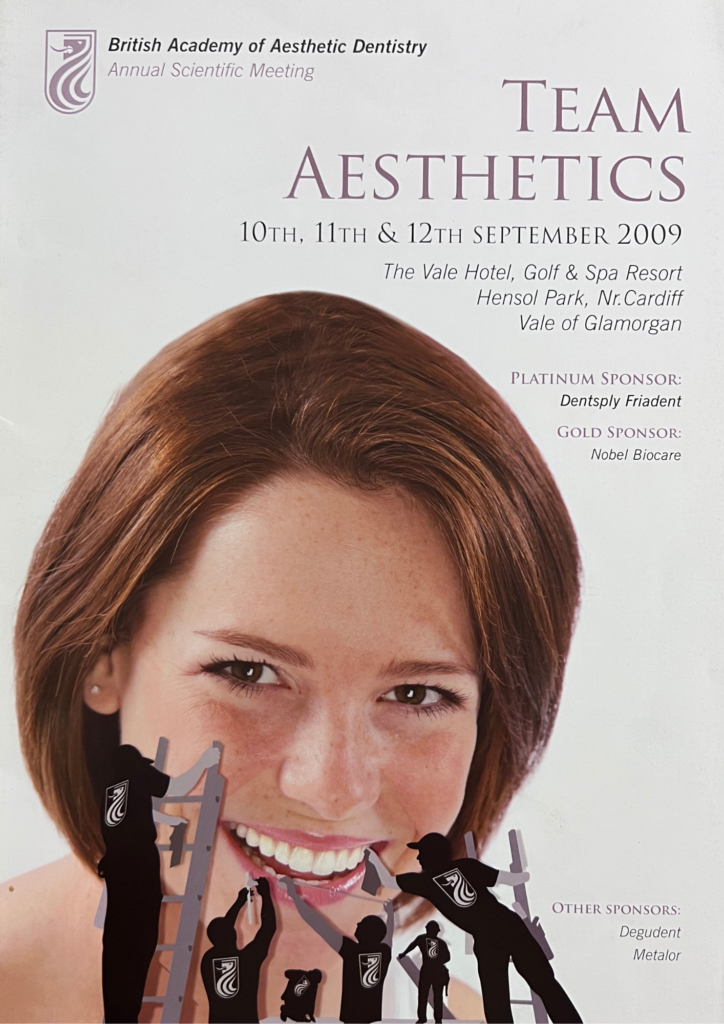 British Academy of Aesthetic Dentistry
Annual Scientific Meeting
TEAM
AESTHETICS
10TH, 11TH & 12TH SEPTEMBER 2009
The Vale Hotel, Golf & Spa Resort
Hensol Park, Nr.Cardiff
Vale of Glamorgan
PLATINUM SPONSOR:
Dentsply Friadent
GOLD SPONSOR:
Nobel Biocare
OTHER SPONSORS:
Degudent
Metalor